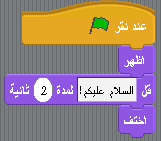 عند نقر
اظهر
قل السلام عليكم! لمدة 2 ثانية
اختف